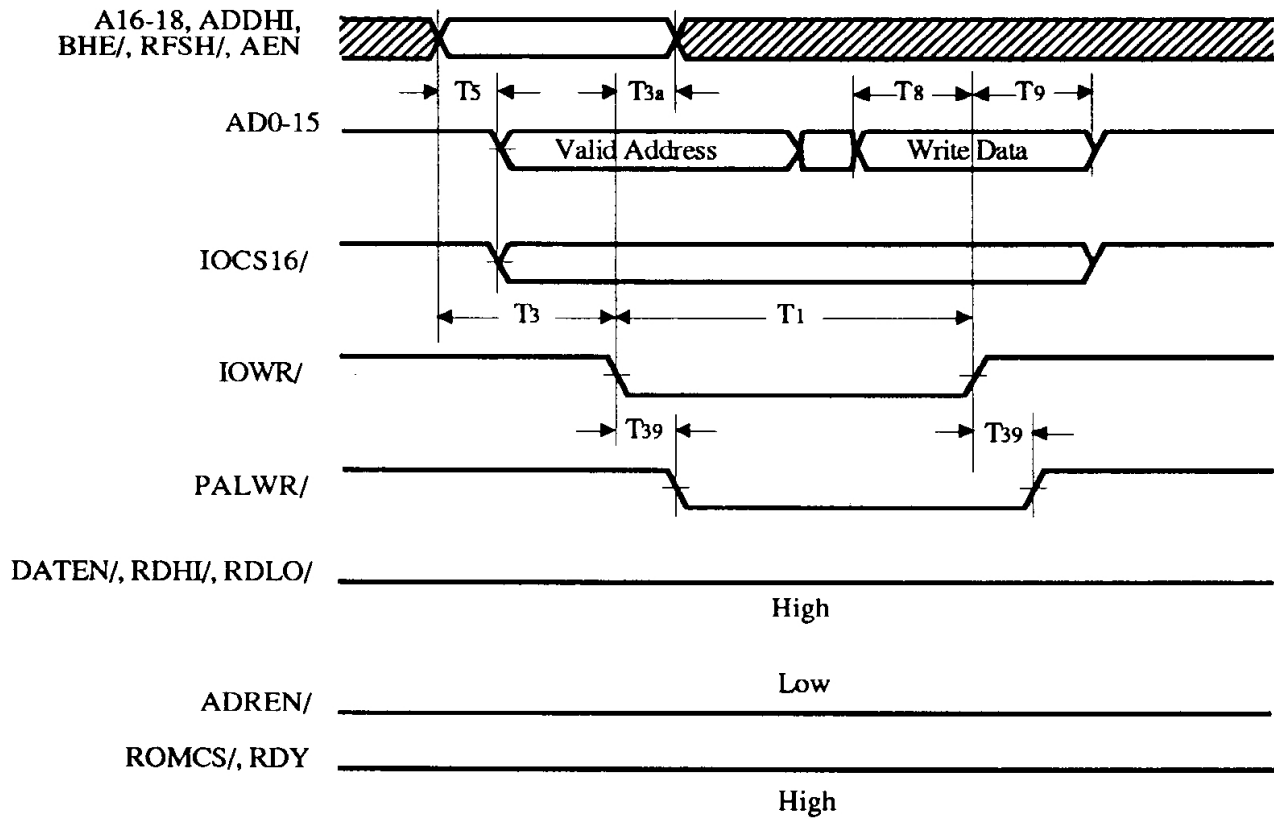 A16-18, ADDHI,
BHE/, RFSH/, AEN
T5
T3a
T8
T9
AD0-15
Valid Address
Write Data
IOCS16/
T3
T1
IOWR/
T39
T39
PALWR/
DATEN/, RDHI/, RDLO/
High
Low
ADREN/
ROMCS/, RDY
High